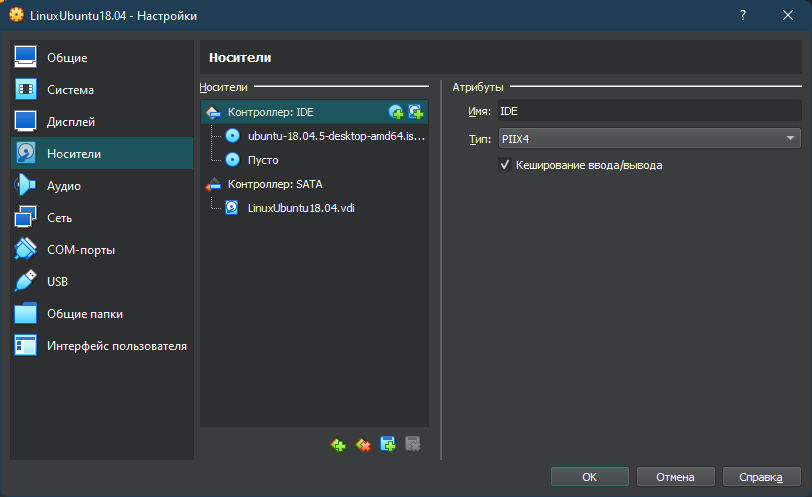 LinuxUbuntu18.04 - Настройки
?
Общие
Система
Дисплей
Носители
Аудио
Сеть
COM-порты
USB
Общие папки
Интерфейс пользователя
Носители
Носители
Контроллер: IDE
ubuntu-18.04.5-desktop-amd64.is...
Пусто
Контроллер: SATA
LinuxUbuntu18.04.vdi
Атрибуты
Имя: IDE
Тип: PIIX4
Кеширование ввода/вывода
OK
Отмена
Справка